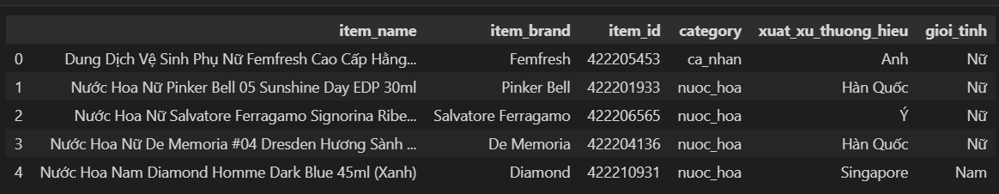 item_name item_brand item_id category xuat_xu_thuong_hieu gioi_tinh
0 Dung Dịch Vệ Sinh Phụ Nữ Femfresh Cao Cấp Hằng... Femfresh 422205453 ca_nhan Anh Nữ
1 Nước Hoa Nữ Pinker Bell 05 Sunshine Day EDP 30ml Pinker Bell 422201933 nuoc_hoa Hàn Quốc Nữ
2 Nước Hoa Nữ Salvatore Ferragamo Signorina Ribe... Salvatore Ferragamo 422206565 nuoc_hoa Ý Nữ
3 Nước Hoa Nữ De Memoria #04 Dresden Hương Sành ... De Memoria 422204136 nuoc_hoa Hàn Quốc Nữ
4 Nước Hoa Nam Diamond Homme Dark Blue 45ml (Xanh) Diamond 422210931 nuoc_hoa Singapore Nam